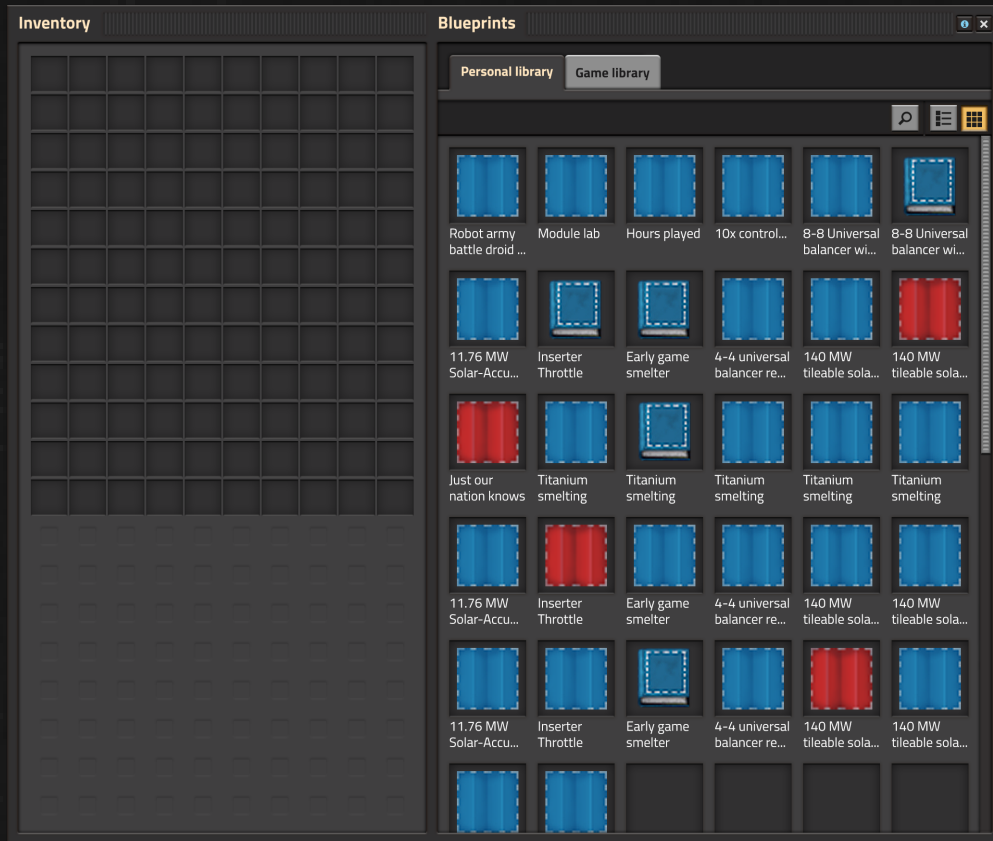 Inventory
Blueprints
Personal library
Game library
Robot army
battle droid ...
Module lab
Hours played
10x control...
8-8 Universal
balancer wi...
8-8 Universal
balancer wi...
11.76 MW
Solar-Accu...
Inserter
Throttle
Early game
smelter
4-4 universal
balancer re...
140 MW
tileable sola...
140 MW
tileable sola...
Just our
nation knows
Titanium
smelting
Titanium
smelting
Titanium
smelting
Titanium
smelting
Titanium
smelting
11.76 MW
Solar-Accu...
Inserter
Throttle
Early game
smelter
4-4 universal
balancer re...
140 MW
tileable sola...
140 MW
tileable sola...
11.76 MW
Solar-Accu...
Inserter
Throttle
Early game
smelter
4-4 universal
balancer re...
140 MW
tileable sola...
140 MW
tileable sola...